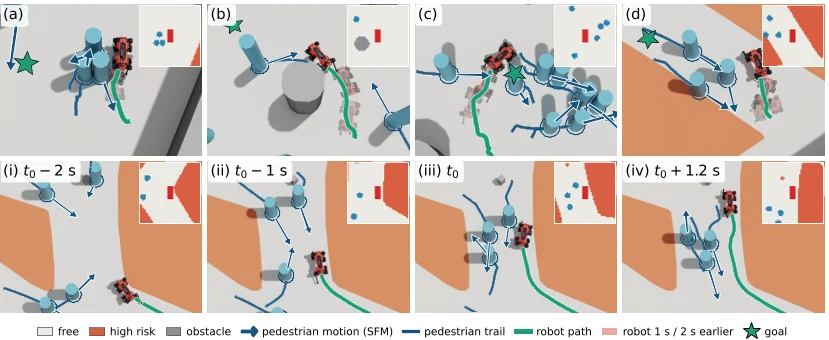 (a)
(b)
(c)
(d)
(i) t₀ − 2 s
(ii) t₀ − 1 s
(iii) t₀
(iv) t₀ + 1.2 s
free high risk obstacle pedestrian motion (SFM) pedestrian trail robot path robot 1 s / 2 s earlier goal